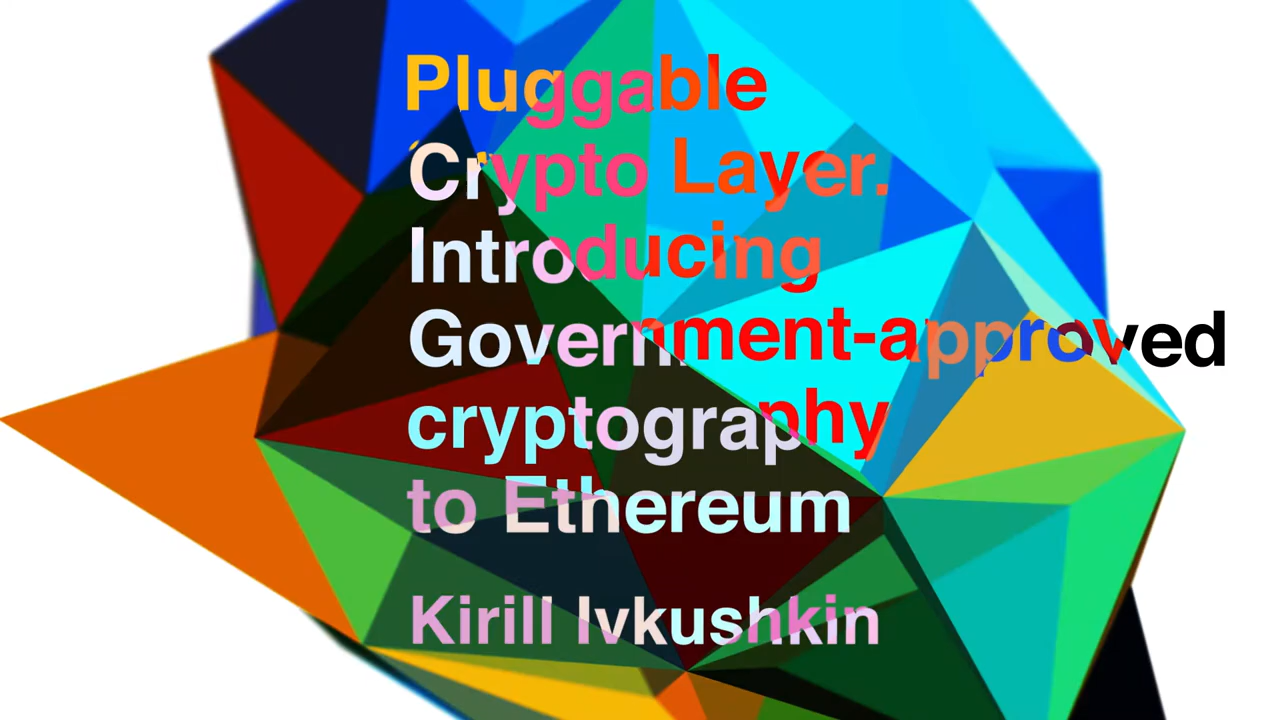 Pluggable
Crypto Layer.
Introducing
Government-approved
cryptography
to Ethereum
Kirill Ivkushkin